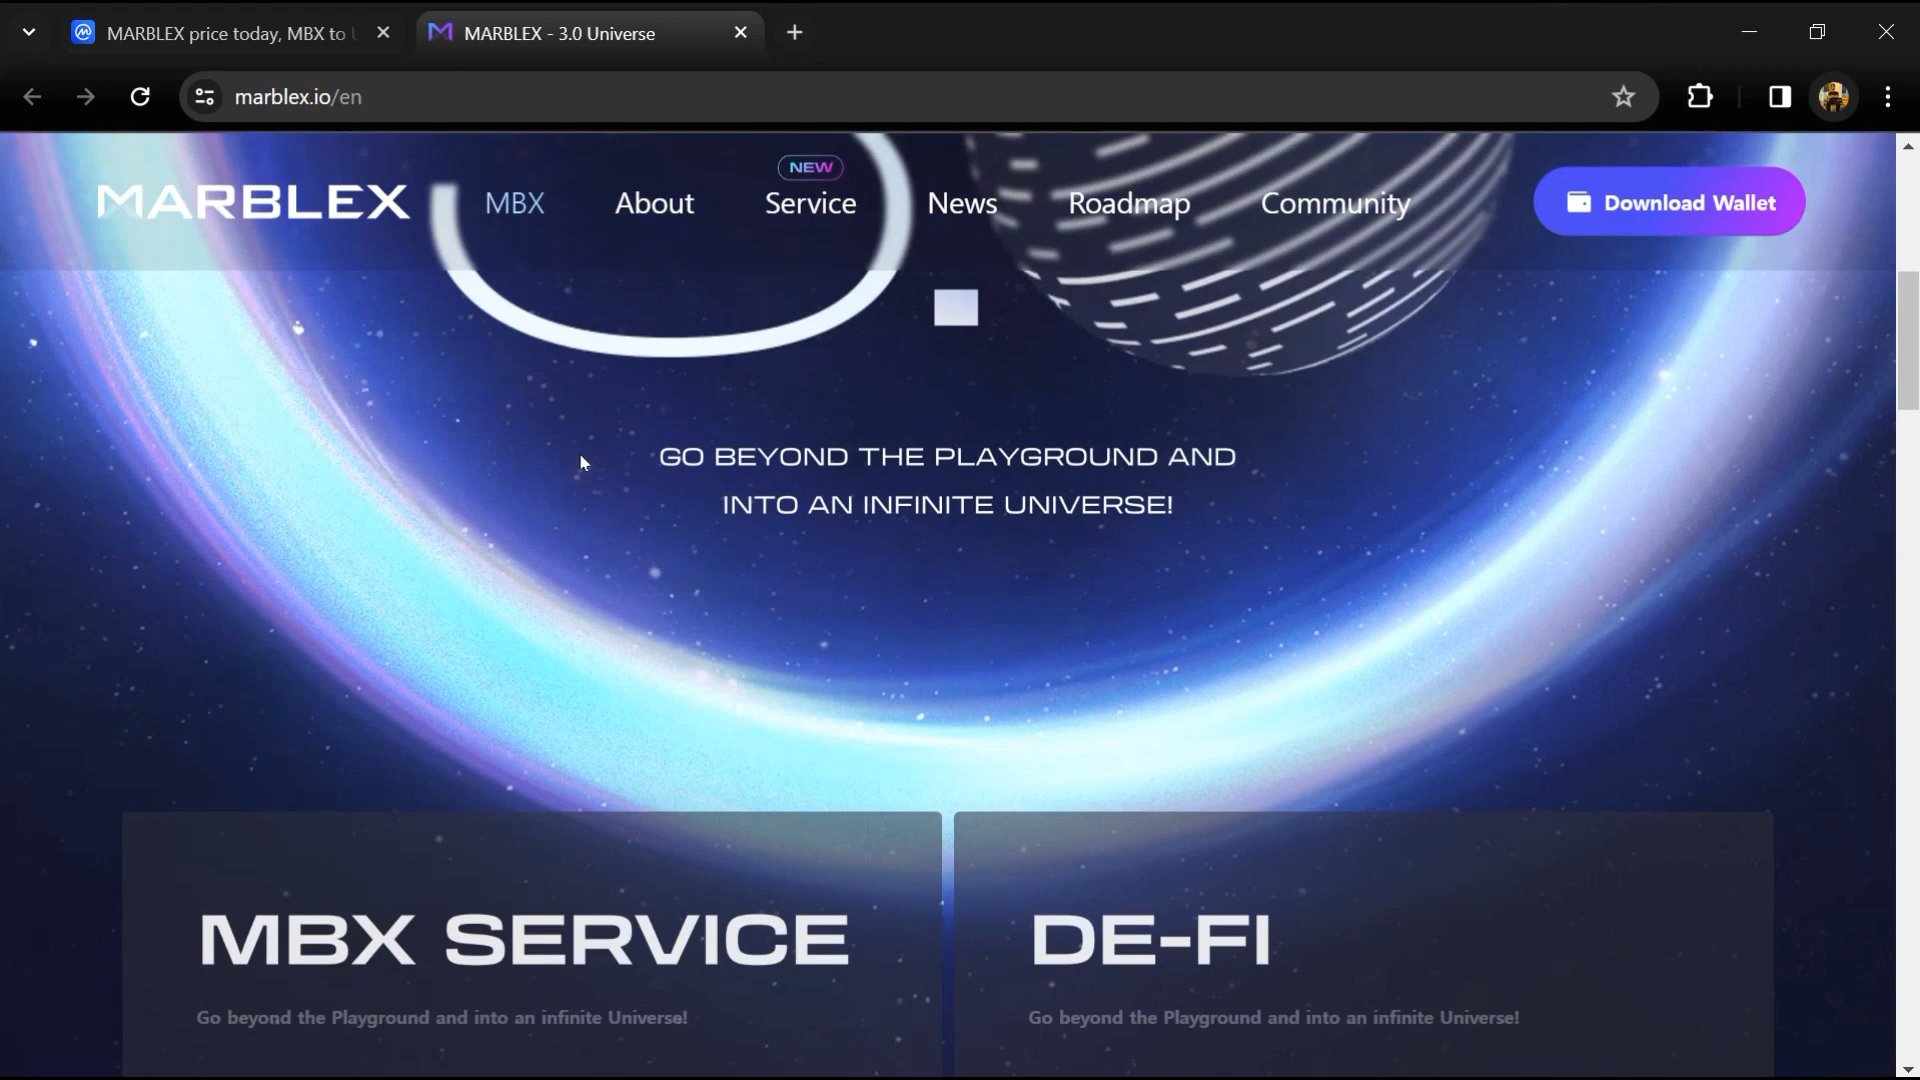 MARBLEX price today, MBX to
MARBLEX - 3.0 Universe
marblex.io/en
MARBLEX
MBX
About
NEW
Service
News
Roadmap
Community
Download Wallet
GO BEYOND THE PLAYGROUND AND
INTO AN INFINITE UNIVERSE!
MBX SERVICE
Go beyond the Playground and into an infinite Universe!
DE-FI
Go beyond the Playground and into an infinite Universe!